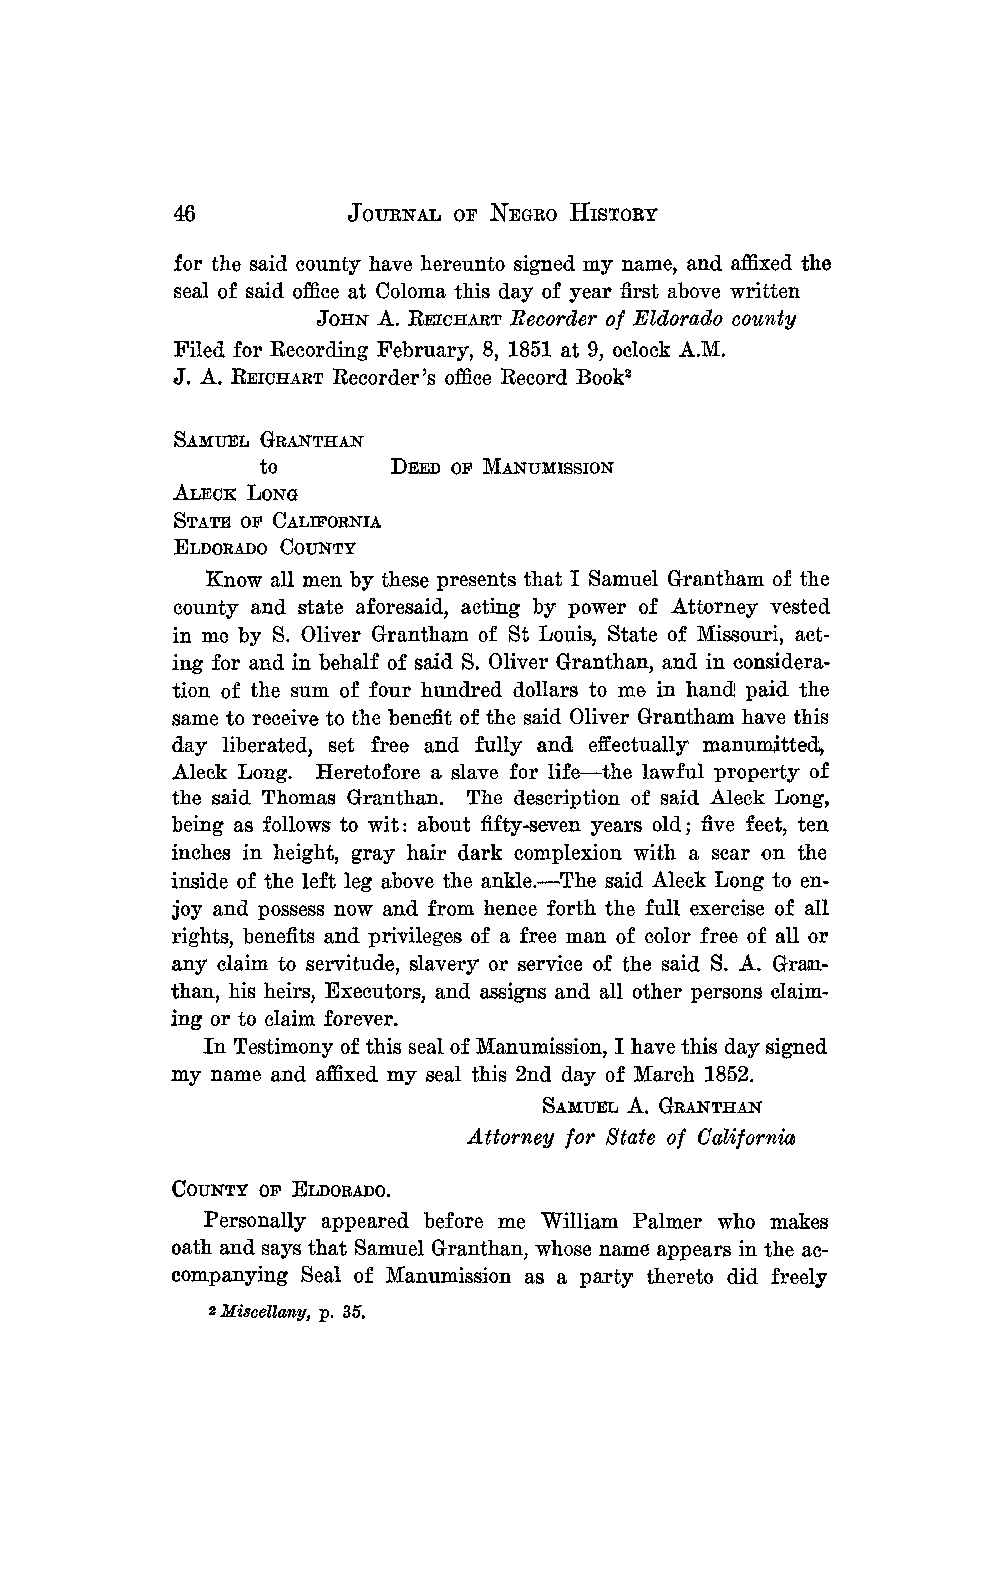 46 JOURNAL OF NEGRO HISTORY
for the said county have hereunto signed my name, and affixed the
seal of said office at Coloma this day of year first above written
JOHN A. REICHART Recorder of Eldorado county
Filed for Recording February, 8, 1851 at 9, oclock A.M.
J. A. REICHART Recorder's office Record Book²
SAMUEL GRANTHAN
to DEED OF MANUMISSION
ALECK LONG
STATE OF CALIFORNIA
ELDORADO COUNTY
Know all men by these presents that I Samuel Grantham of the
county and state aforesaid, acting by power of Attorney vested
in me by S. Oliver Grantham of St Louis, State of Missouri, act-
ing for and in behalf of said S. Oliver Granthan, and in considera-
tion of the sum of four hundred dollars to me in hand paid the
same to receive to the benefit of the said Oliver Grantham have this
day liberated, set free and fully and effectually manumitted,
Aleck Long. Heretofore a slave for life—the lawful property of
the said Thomas Granthan. The description of said Aleck Long,
being as follows to wit: about fifty-seven years old; five feet, ten
inches in height, gray hair dark complexion with a scar on the
inside of the left leg above the ankle.—The said Aleck Long to en-
joy and possess now and from hence forth the full exercise of all
rights, benefits and privileges of a free man of color free of all or
any claim to servitude, slavery or service of the said S. A. Gran-
than, his heirs, Executors, and assigns and all other persons claim-
ing or to claim forever.
In Testimony of this seal of Manumission, I have this day signed
my name and affixed my seal this 2nd day of March 1852.
SAMUEL A. GRANTHAN
Attorney for State of California
COUNTY OF ELDORADO.
Personally appeared before me William Palmer who makes
oath and says that Samuel Granthan, whose name appears in the ac-
companying Seal of Manumission as a party thereto did freely
² Miscellany, p. 35.